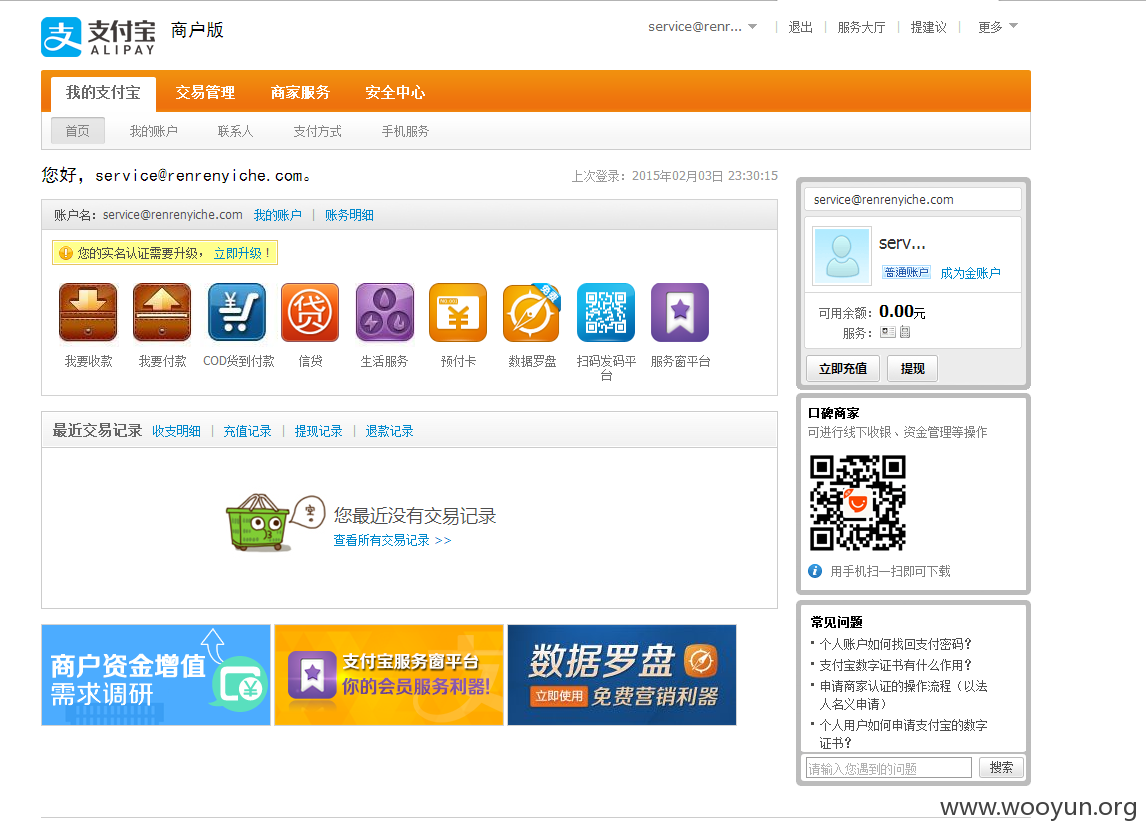 支付宝 ALIPAY 商户版
service@renr... 退出 服务大厅 提建议 更多
我的支付宝 交易管理 商家服务 安全中心
首页 我的账户 联系人 支付方式 手机服务
您好，service@renrenyiche.com。
上次登录：2015年02月03日 23:30:15
账户名：service@renrenyiche.com 我的账户 | 账务明细
您的实名认证需要升级，立即升级！
免费
我要收款 我要付款 COD货到付款 信贷 生活服务 预付卡 数据罗盘 扫码发码平台 服务窗平台
最近交易记录 收支明细 | 充值记录 | 提现记录 | 退款记录
空
您最近没有交易记录
查看所有交易记录 >>
商户资金增值
需求调研
支付宝服务窗平台
你的会员服务利器!
数据罗盘
立即使用 免费营销利器
service@renrenyiche.com
serv...
普通账户 成为金账户
可用余额：0.00元
服务：
立即充值 提现
口碑商家
可进行线下收银、资金管理等操作
用手机扫一扫即可下载
常见问题
个人账户如何找回支付密码？
支付宝数字证书有什么作用？
申请商家认证的操作流程（以法
人名义申请）
个人用户如何申请支付宝的数字
证书？
请输入您遇到的问题 搜索
www.wooyun.org